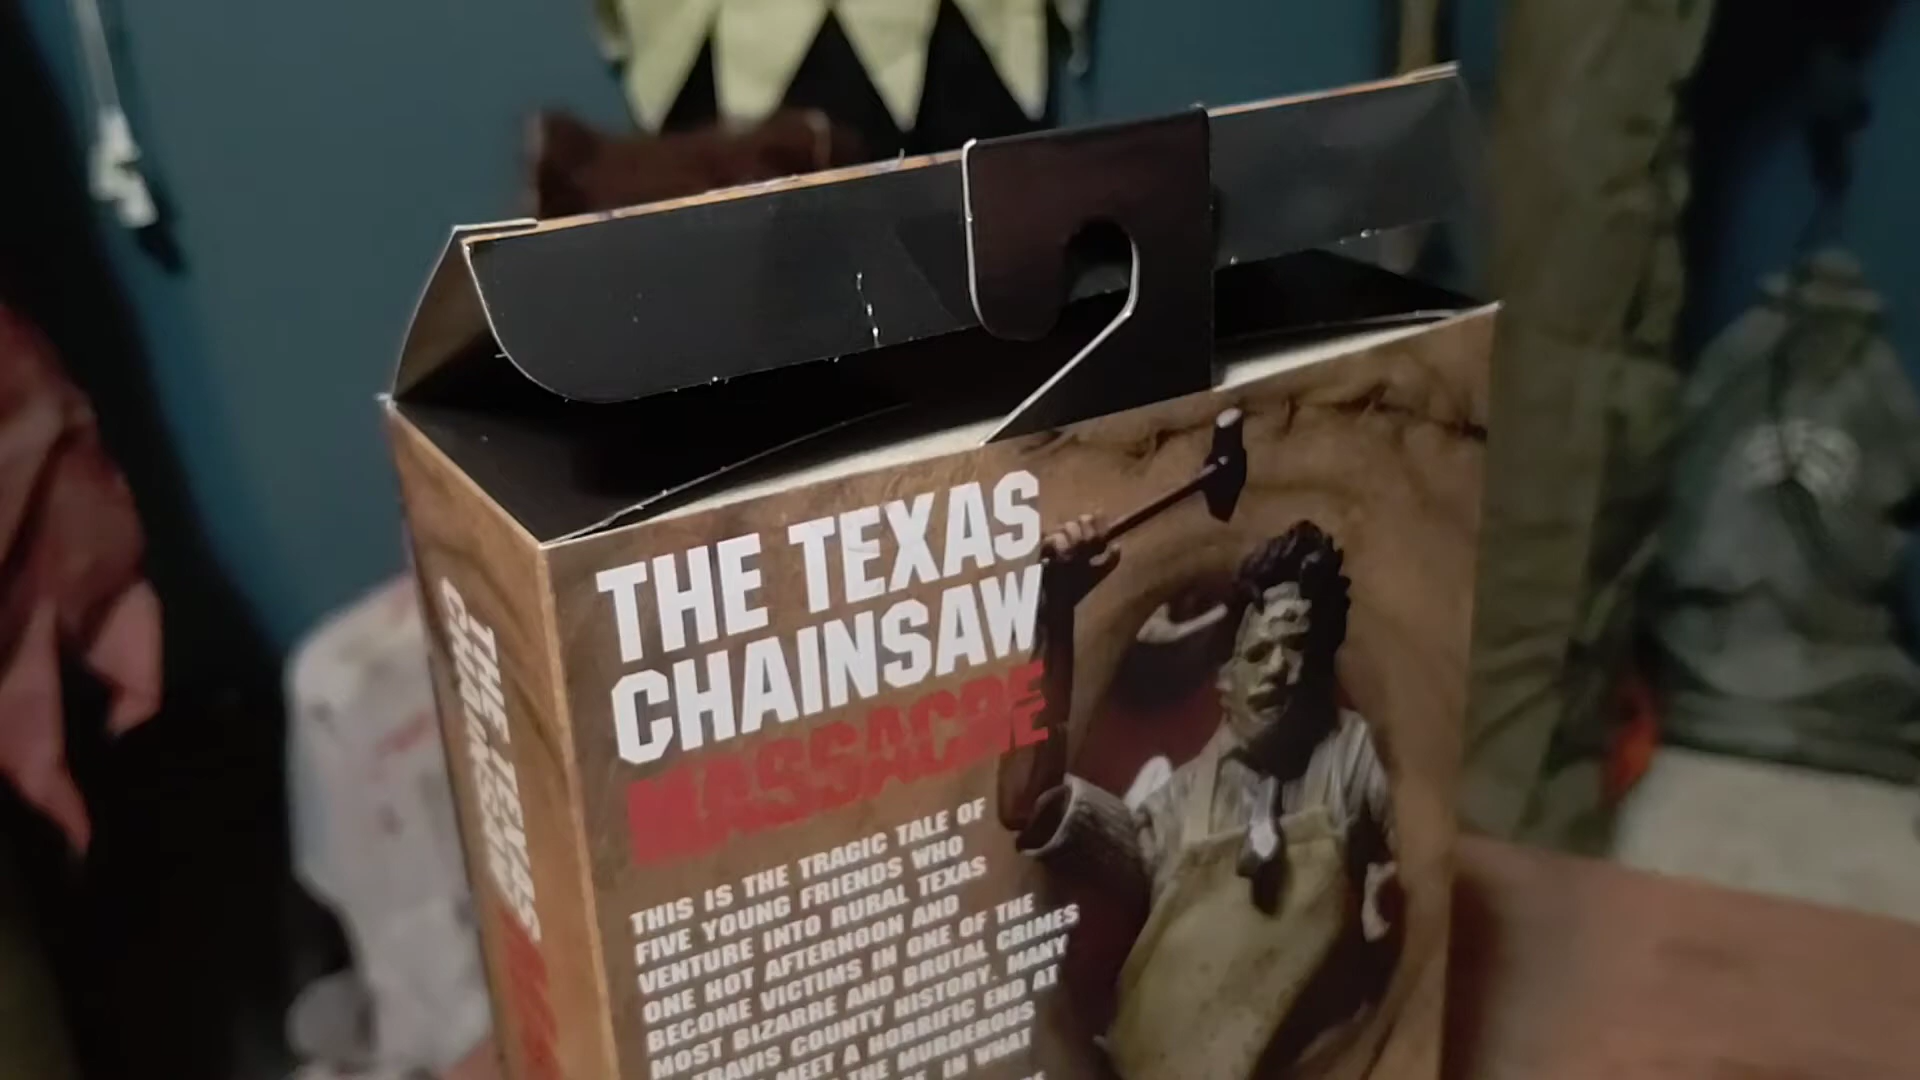 THE TEXAS
CHAINSAW
MASSACRE
THIS IS THE TRAGIC TALE OF
FIVE YOUNG FRIENDS WHO
VENTURE INTO RURAL TEXAS
ONE HOT AFTERNOON AND
BECOME VICTIMS IN ONE OF THE
MOST BIZARRE AND BRUTAL CRIMES
TRAVIS COUNTY HISTORY. MANY
MEET A HORRIFIC END AT
THE MURDEROUS
IN WHAT
THE TEXAS
CHAINSAW